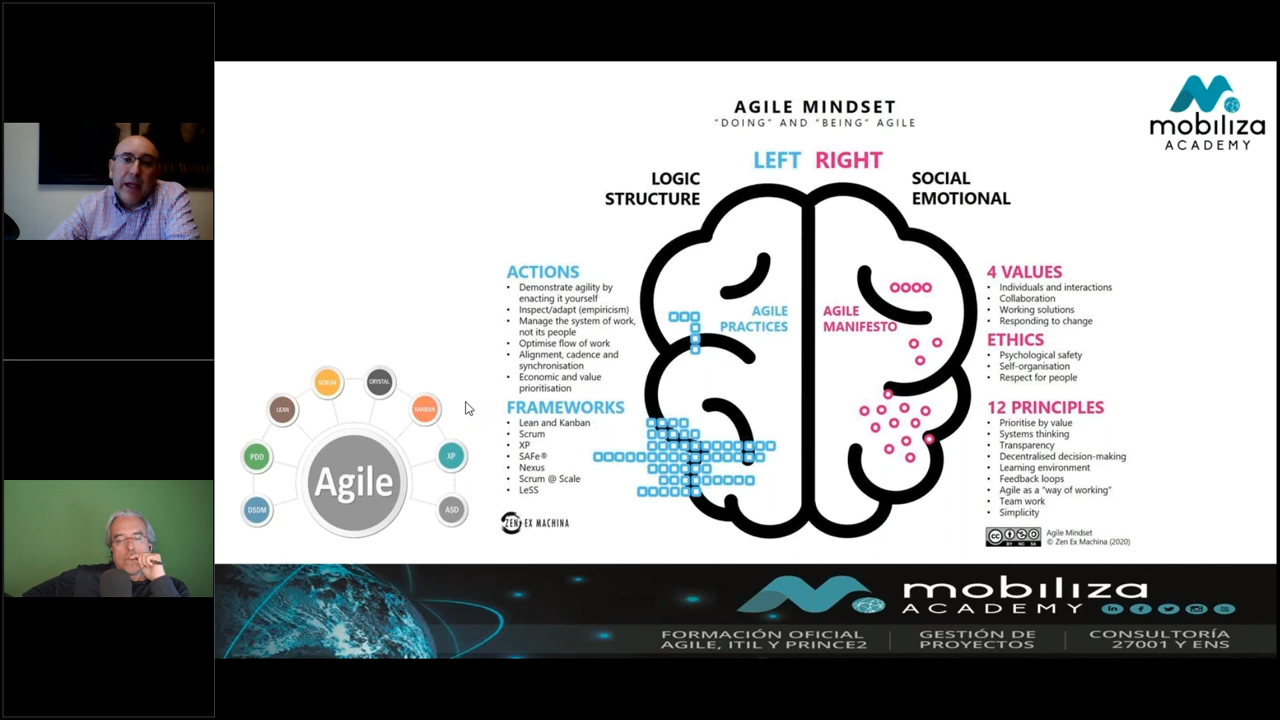 AGILE MINDSET
"DOING" AND "BEING" AGILE
mobiliza
ACADEMY
LEFT RIGHT
LOGIC
STRUCTURE
SOCIAL
EMOTIONAL
ACTIONS
• Demonstrate agility by
enacting it yourself
• Inspect/adapt (empiricism)
• Manage the system of work,
not its people
• Optimise flow of work
• Alignment, cadence and
synchronisation
• Economic and value
prioritisation
FRAMEWORKS
• Lean and Kanban
• Scrum
• XP
• SAFe®
• Nexus
• Scrum @ Scale
• LeSS
ZEN EX MACHINA
AGILE
PRACTICES
AGILE
MANIFESTO
4 VALUES
• Individuals and interactions
• Collaboration
• Working solutions
• Responding to change
ETHICS
• Psychological safety
• Self-organisation
• Respect for people
12 PRINCIPLES
• Prioritise by value
• Systems thinking
• Transparency
• Decentralised decision-making
• Learning environment
• Feedback loops
• Agile as a "way of working"
• Team work
• Simplicity
cc BY NC SA
Agile Mindset
© Zen Ex Machina (2020)
DSDM
PDD
LEAN
SCRUM
CRYSTAL
KANBAN
XP
ASD
Agile
mobiliza
ACADEMY
FORMACIÓN OFICIAL
AGILE, ITIL Y PRINCE2
GESTIÓN DE
PROYECTOS
CONSULTORÍA
27001 Y ENS